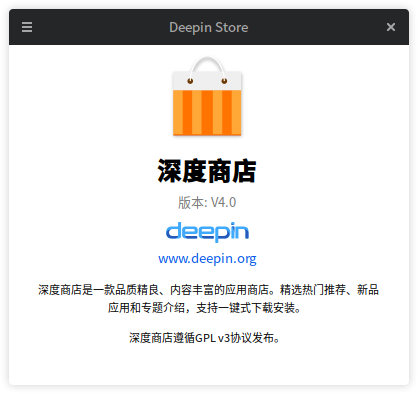 Deepin Store
深度商店
版本: V4.0
deepin
www.deepin.org
深度商店是一款品质精良、内容丰富的应用商店。精选热门推荐、新品
应用和专题介绍，支持一键式下载安装。
深度商店遵循GPL v3协议发布。